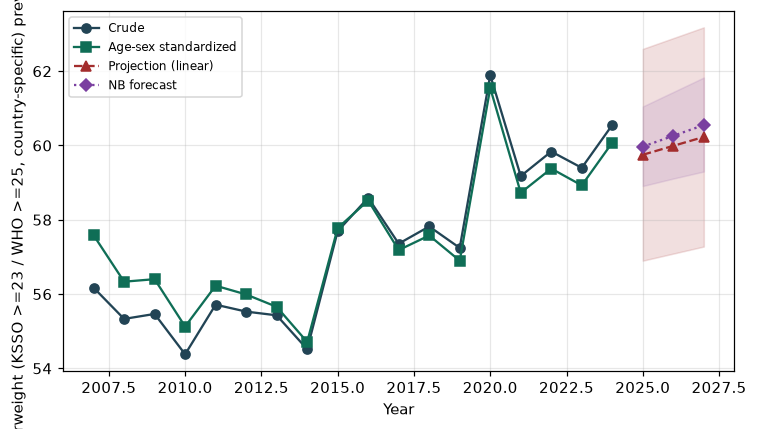 Crude
Age-sex standardized
Projection (linear)
NB forecast
(KSSO >=23 / WHO >=25, country-specific)
62
60
58
56
54
2007.5 2010.0 2012.5 2015.0 2017.5 2020.0 2022.5 2025.0 2027.5
Year